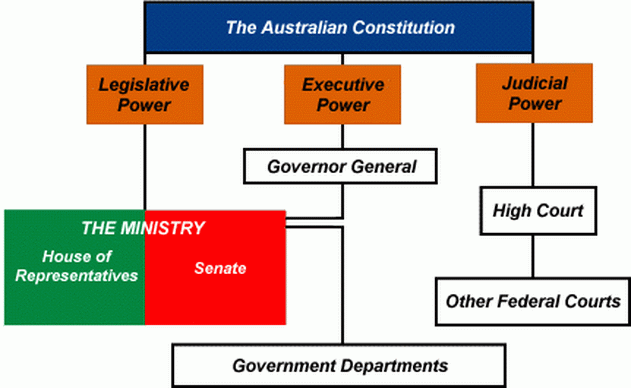 The Australian Constitution
Legislative
Power
Executive
Power
Judicial
Power
Governor General
High Court
THE MINISTRY
House of
Representatives
Senate
Other Federal Courts
Government Departments